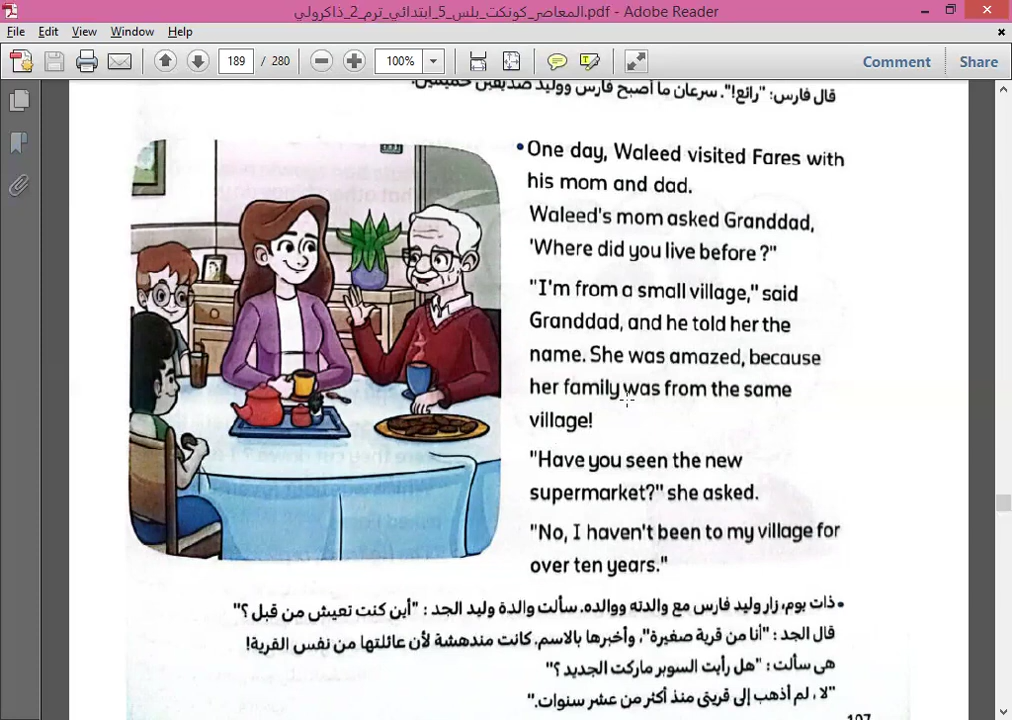 المعاصر_كونكت_بلس_5_ابتدائي_ترم_2_ذاكرولي.pdf - Adobe Reader
File Edit View Window Help
189 / 280 100% Comment Share
قال فارس: "رائع!". سرعان ما أصبح فارس ووليد صديقين حميمين.
• One day, Waleed visited Fares with
his mom and dad.
Waleed's mom asked Granddad,
'Where did you live before ?"
"I'm from a small village," said
Granddad, and he told her the
name. She was amazed, because
her family was from the same
village!
"Have you seen the new
supermarket?" she asked.
"No, I haven't been to my village for
over ten years."
• ذات يوم، زار وليد فارس مع والدته ووالده. سألت والدة وليد الجد : "أين كنت تعيش من قبل ؟"
قال الجد : "أنا من قرية صغيرة"، وأخبرها بالاسم. كانت مندهشة لأن عائلتها من نفس القرية!
هى سألت : "هل رأيت السوبر ماركت الجديد ؟"
"لا ، لم أذهب إلى قريتى منذ أكثر من عشر سنوات."